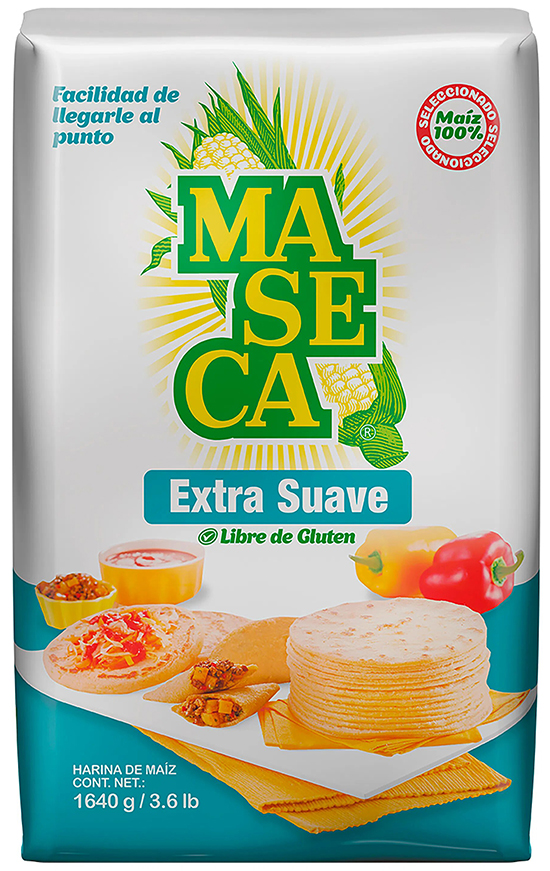 Facilidad de
llegarle al
punto
SELECCIONADO SELECCIONADO
Maíz
100%
MA
SE
CA
®
Extra Suave
Libre de Gluten
HARINA DE MAÍZ
CONT. NET.:
1640 g / 3.6 lb